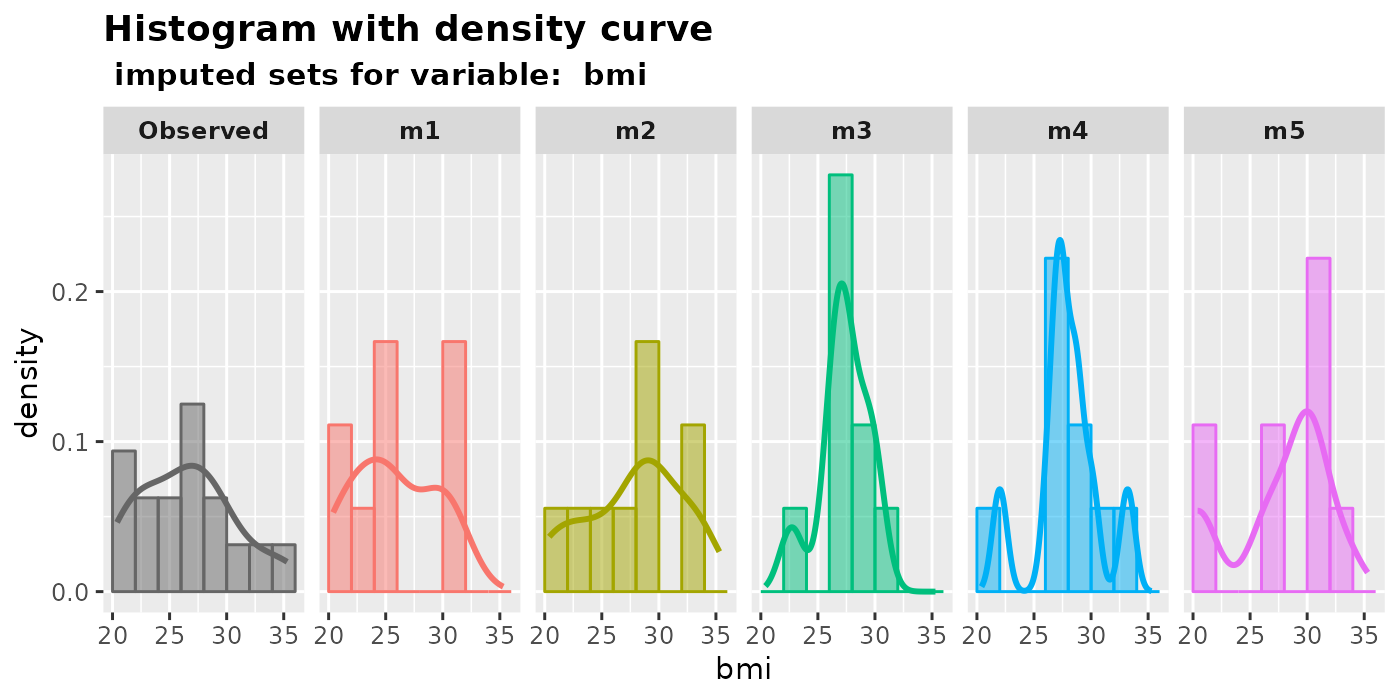 Histogram with density curve
imputed sets for variable:  bmi
Observed m1 m2 m3 m4 m5
density
0.2
0.1
0.0
20 25 30 35 20 25 30 35 20 25 30 35 20 25 30 35 20 25 30 35 20 25 30 35
bmi